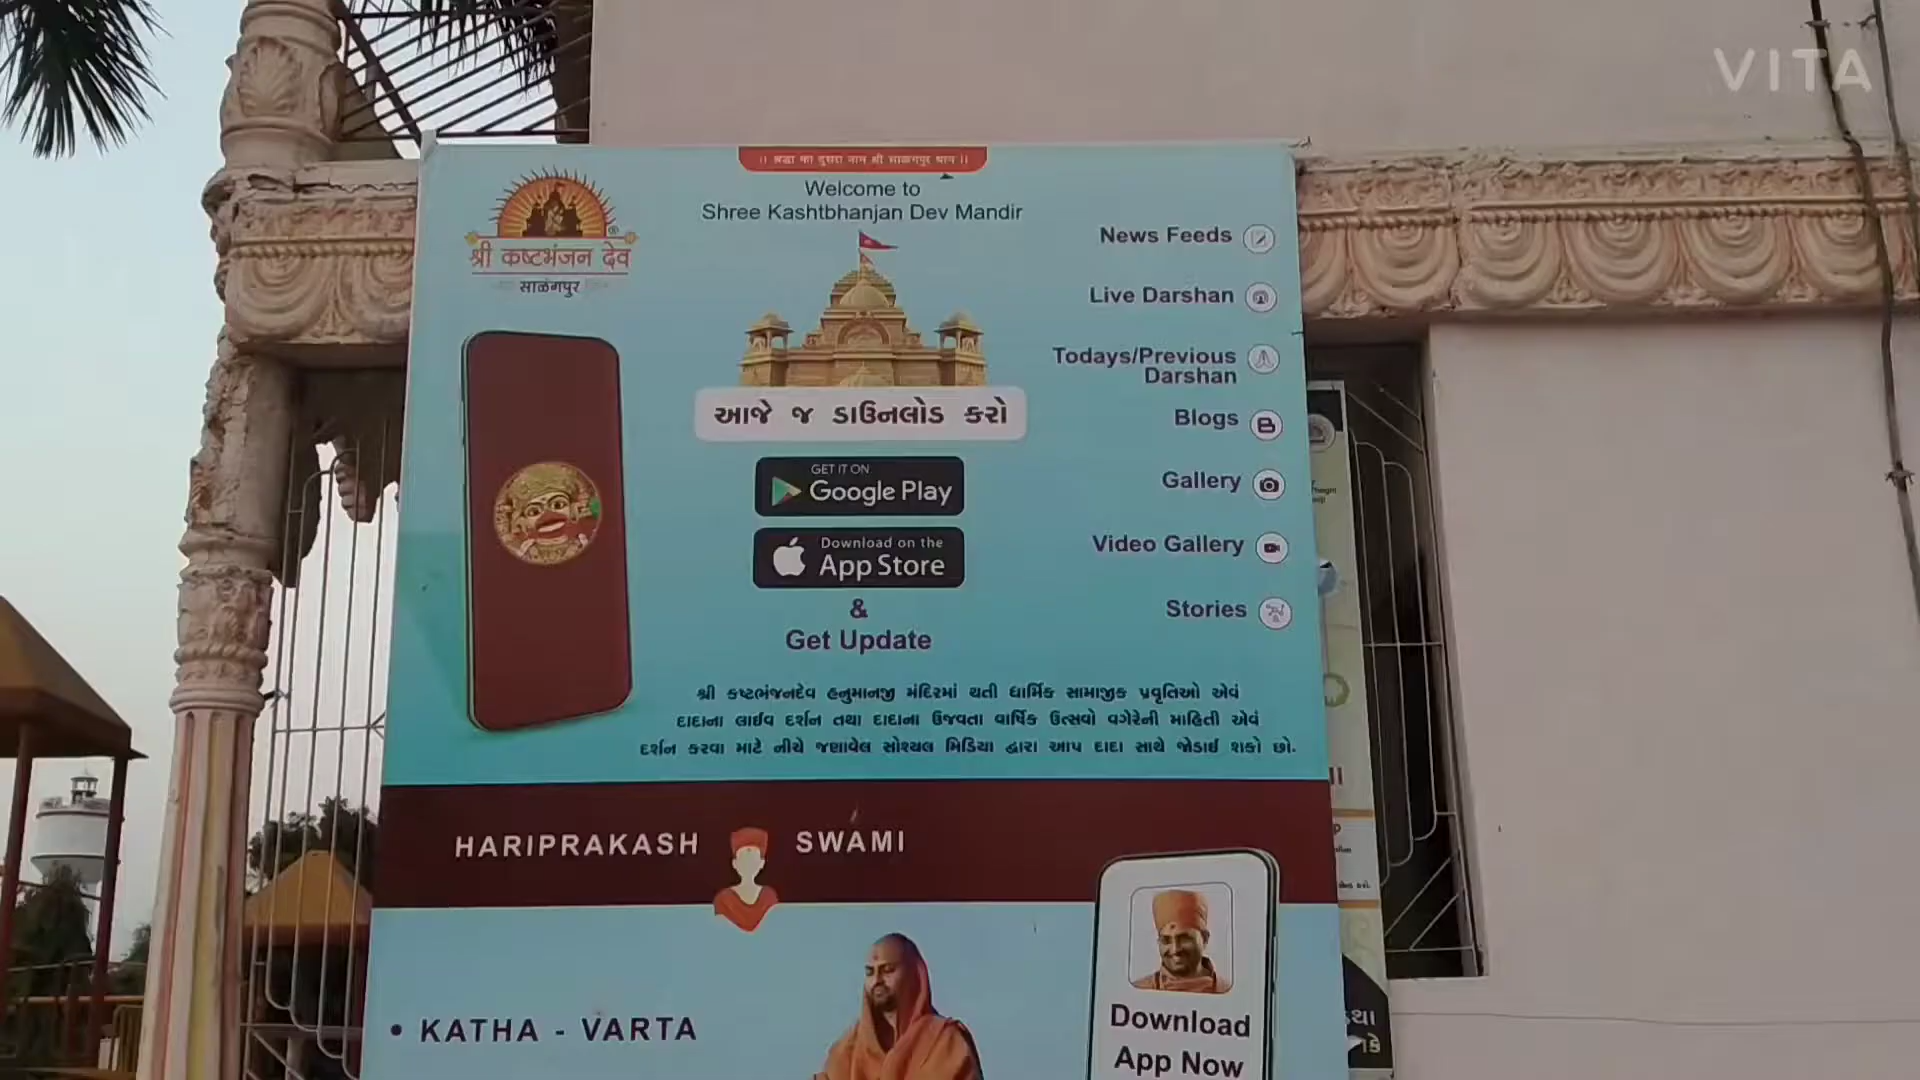 VITA
।। श्रद्धा का दुसरा नाम श्री साळंगपुर धाम ।।
Welcome to
Shree Kashtbhanjan Dev Mandir
श्री कष्टभंजन देव
साळंगपुर
News Feeds
Live Darshan
Todays/Previous
Darshan
Blogs
Gallery
Video Gallery
Stories
આજે જ ડાઉનલોડ કરો
GET IT ON
Google Play
Download on the
App Store
&
Get Update
શ્રી કષ્ટભંજનદેવ હનુમાનજી મંદિરમાં થતી ધાર્મિક સામાજીક પ્રવૃતિઓ એવં
દાદાના લાઈવ દર્શન તથા દાદાના ઉજવતા વાર્ષિક ઉત્સવો વગેરેની માહિતી એવં
દર્શન કરવા માટે નીચે જણાવેલ સોશ્યલ મિડિયા દ્વારા આપ દાદા સાથે જોડાઈ શકો છો.
HARIPRAKASH SWAMI
• KATHA - VARTA
Download
App Now